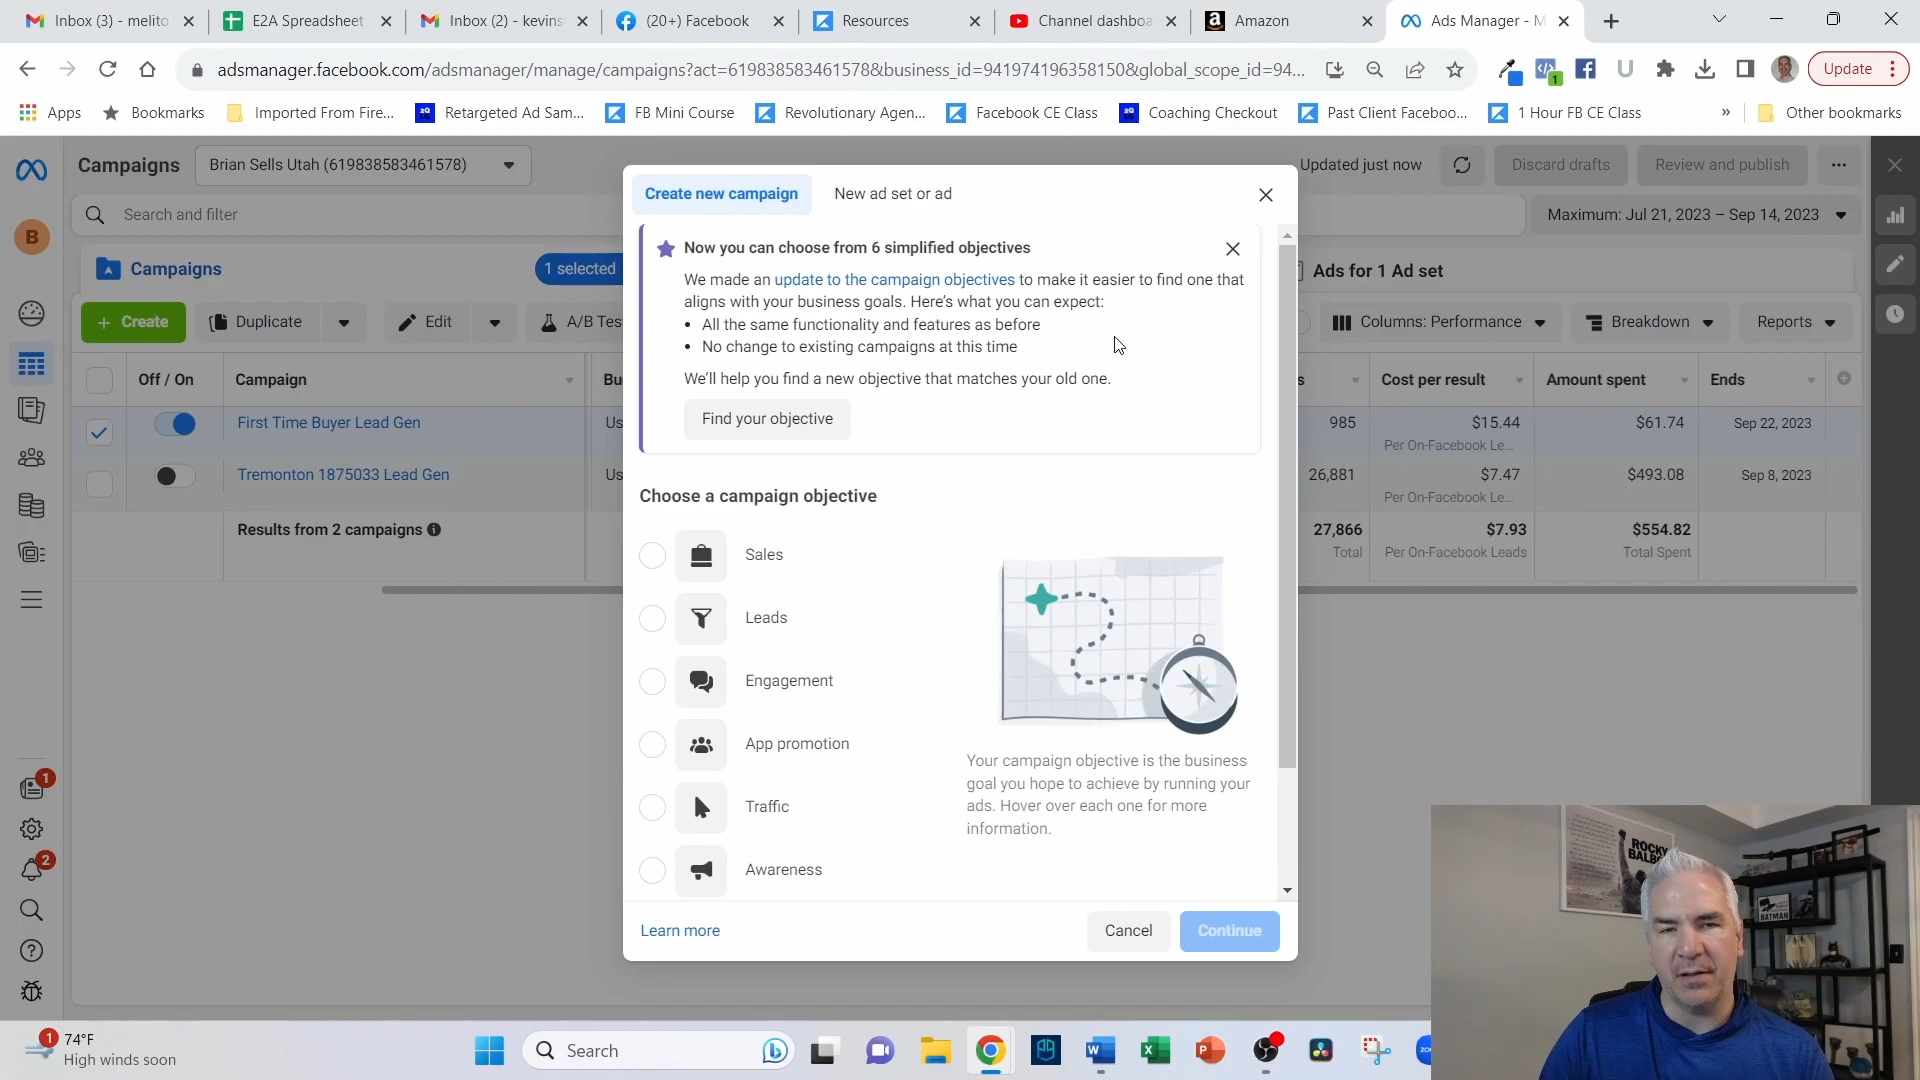 Inbox (3) - melito
E2A Spreadsheet
Inbox (2) - kevins
(20+) Facebook
Resources
Channel dashboa
Amazon
Ads Manager - M
adsmanager.facebook.com/adsmanager/manage/campaigns?act=619838583461578&business_id=941974196358150&global_scope_id=94...
1
Update
Apps
Bookmarks
Imported From Fire...
Retargeted Ad Sam...
FB Mini Course
Revolutionary Agen...
Facebook CE Class
Coaching Checkout
Past Client Faceboo...
1 Hour FB CE Class
»
Other bookmarks
Campaigns
Brian Sells Utah (619838583461578)
Updated just now
Discard drafts
Review and publish
Search and filter
Maximum: Jul 21, 2023 – Sep 14, 2023
B
Campaigns
1 selected
Ads for 1 Ad set
+ Create
Duplicate
Edit
A/B Tes
Columns: Performance
Breakdown
Reports
Off / On
Campaign
Bu
s
Cost per result
Amount spent
Ends
First Time Buyer Lead Gen
Us
985
$15.44
Per On-Facebook Le...
$61.74
Sep 22, 2023
Tremonton 1875033 Lead Gen
Us
26,881
$7.47
Per On-Facebook Le...
$493.08
Sep 8, 2023
Results from 2 campaigns
27,866
Total
$7.93
Per On-Facebook Leads
$554.82
Total Spent
Create new campaign
New ad set or ad
Now you can choose from 6 simplified objectives
We made an update to the campaign objectives to make it easier to find one that
aligns with your business goals. Here's what you can expect:
• All the same functionality and features as before
• No change to existing campaigns at this time
We'll help you find a new objective that matches your old one.
Find your objective
Choose a campaign objective
Sales
Leads
Engagement
App promotion
Traffic
Awareness
Your campaign objective is the business
goal you hope to achieve by running your
ads. Hover over each one for more
information.
Learn more
Cancel
Continue
1
2
ROCKY
BALBO
BATMAN
1
74°F
High winds soon
Search